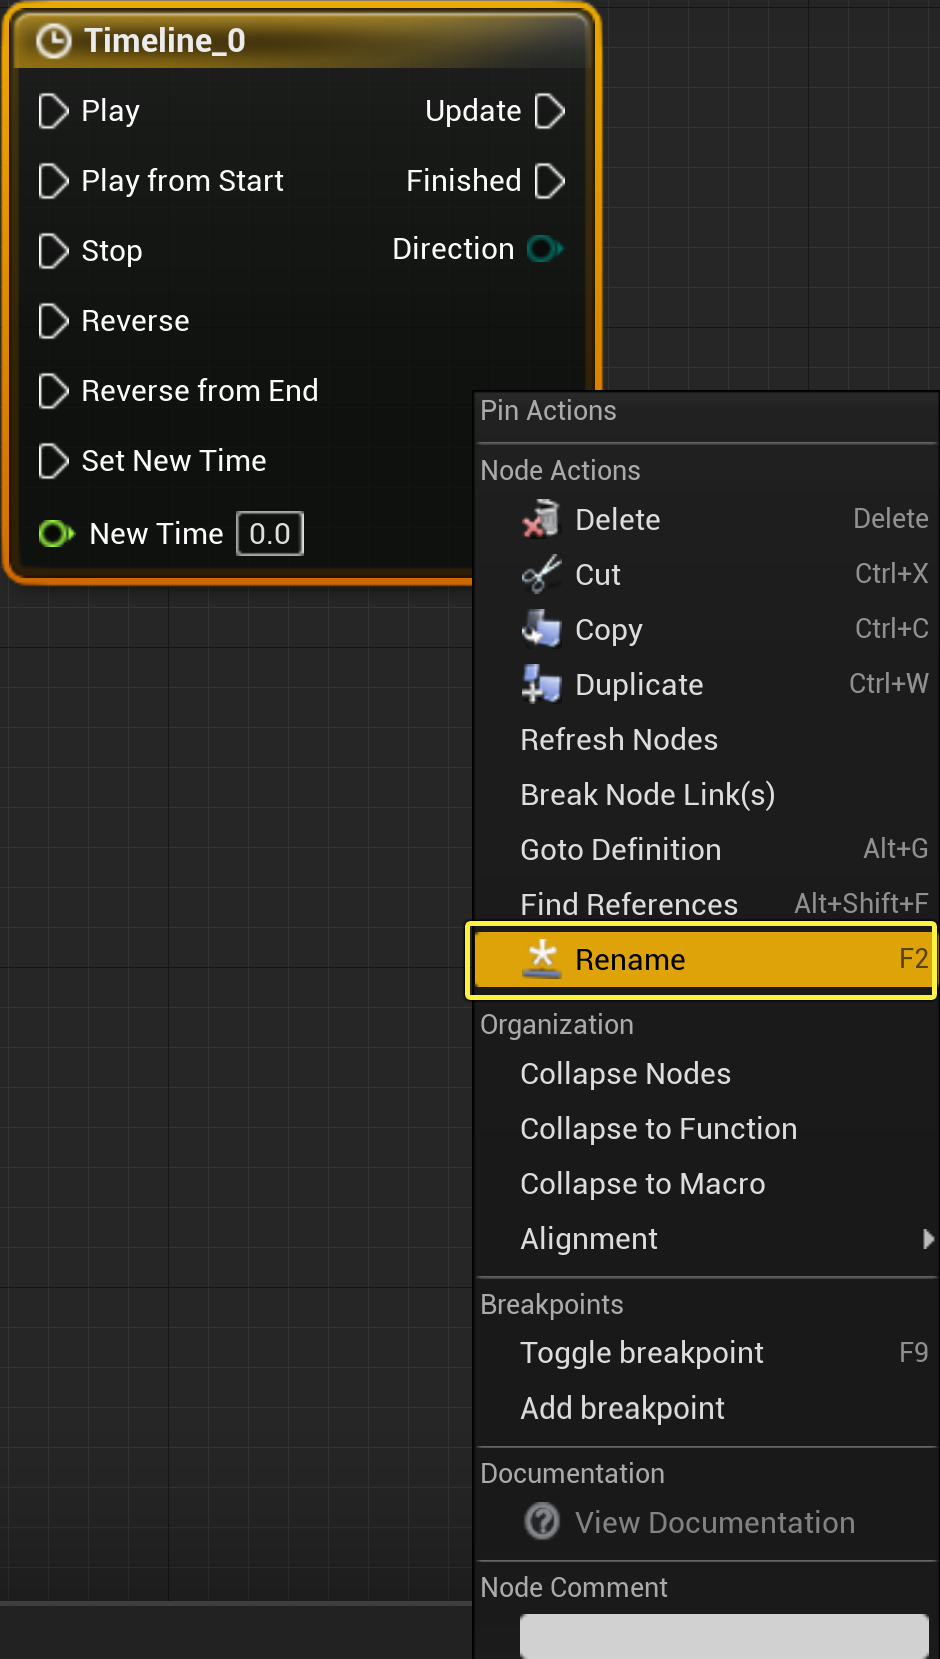 Timeline_0
Play
Update
Play from Start
Finished
Stop
Direction
Reverse
Reverse from End
Set New Time
New Time 0.0
Pin Actions
Node Actions
Delete Delete
Cut Ctrl+X
Copy Ctrl+C
Duplicate Ctrl+W
Refresh Nodes
Break Node Link(s)
Goto Definition Alt+G
Find References Alt+Shift+F
Rename F2
Organization
Collapse Nodes
Collapse to Function
Collapse to Macro
Alignment
Breakpoints
Toggle breakpoint F9
Add breakpoint
Documentation
View Documentation
Node Comment